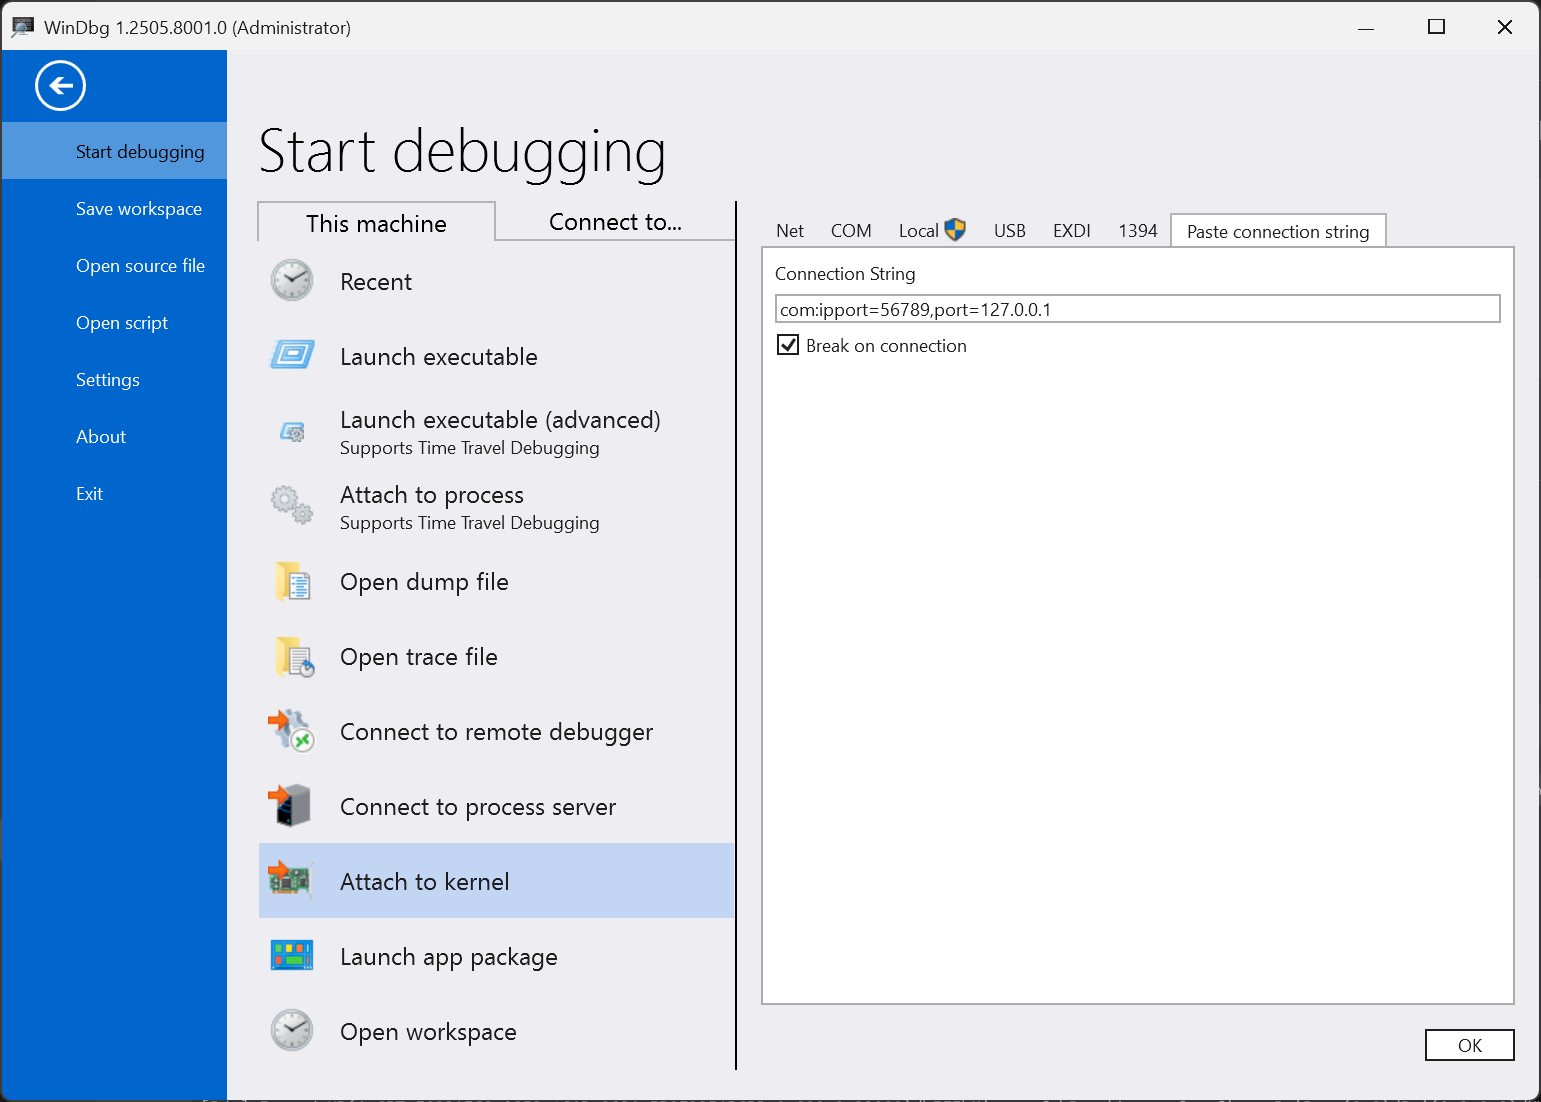 WinDbg 1.2505.8001.0 (Administrator)
Start debugging
Save workspace
Open source file
Open script
Settings
About
Exit
Start debugging
This machine
Connect to...
Recent
Launch executable
Launch executable (advanced)
Supports Time Travel Debugging
Attach to process
Supports Time Travel Debugging
Open dump file
Open trace file
Connect to remote debugger
Connect to process server
Attach to kernel
Launch app package
Open workspace
Net COM Local USB EXDI 1394 Paste connection string
Connection String
com:ipport=56789,port=127.0.0.1
Break on connection
OK